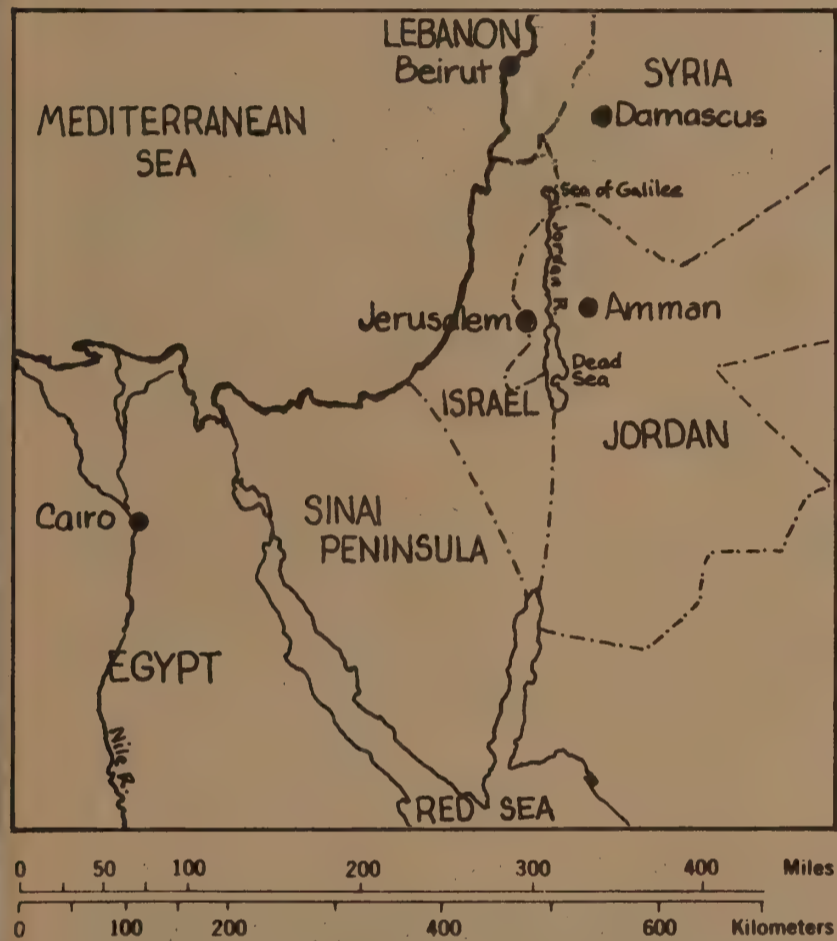 LEBANON
Beirut
SYRIA
MEDITERRANEAN
SEA
Damascus
Sea of Galilee
Jordan R.
Jerusalem
Amman
Dead
Sea
ISRAEL
JORDAN
Cairo
SINAI
PENINSULA
EGYPT
Nile R.
RED SEA
0 50 100 200 300 400 Miles
0 100 200 400 600 Kilometers